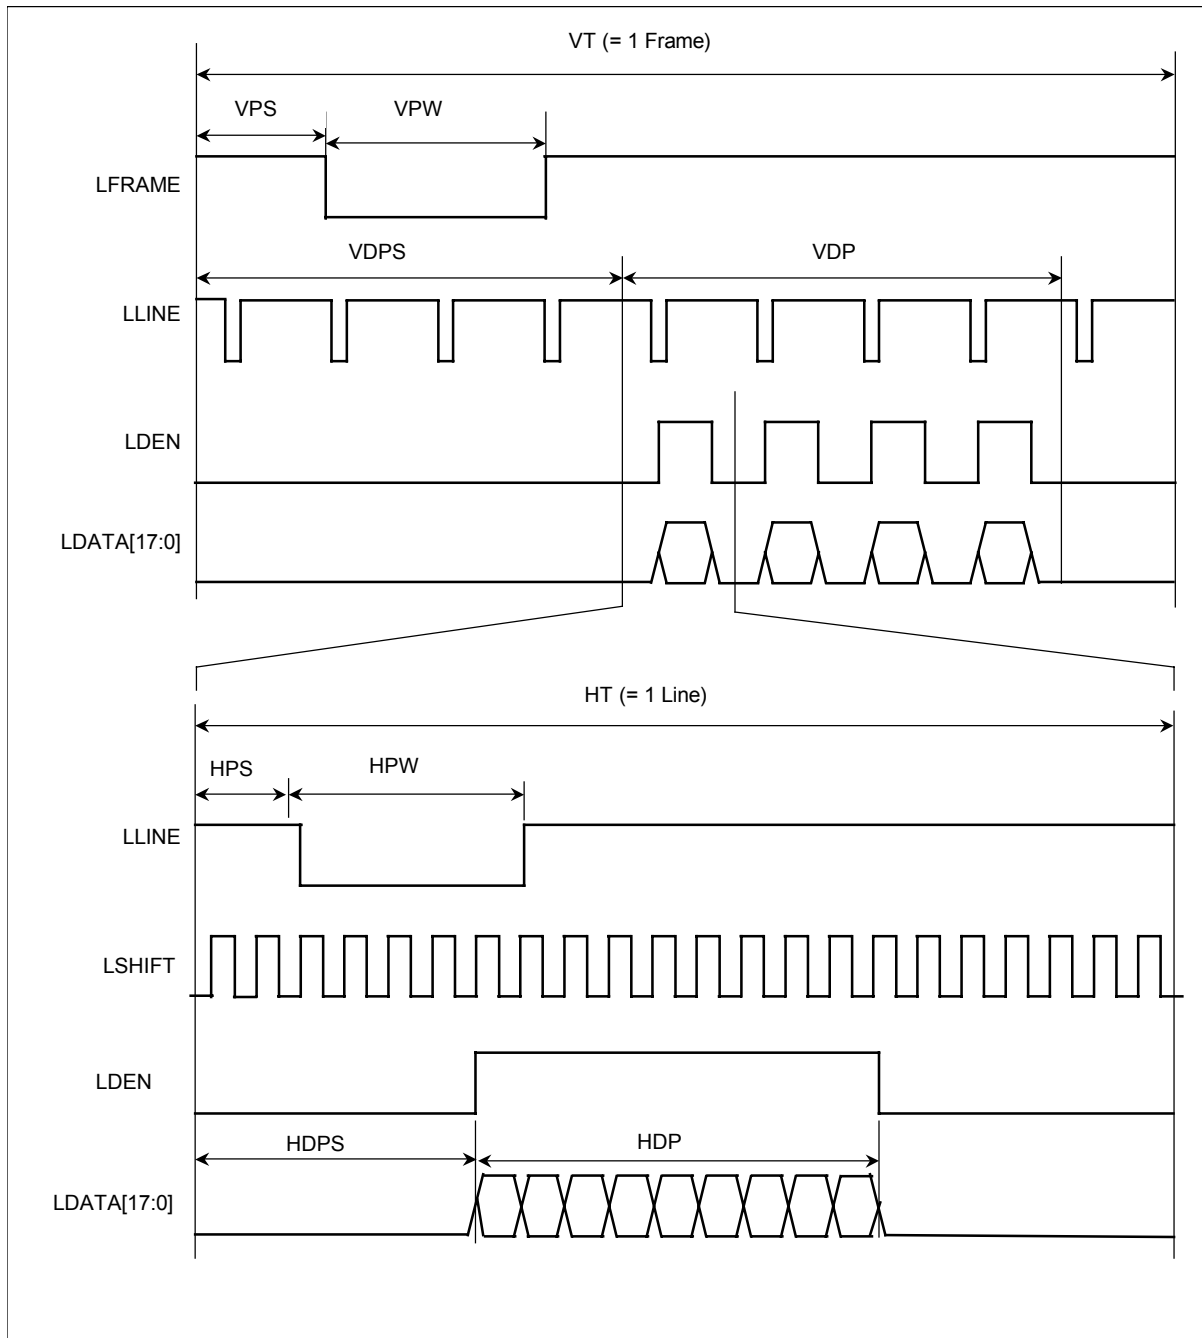 VT (= 1 Frame)
VPS
VPW
LFRAME
VDPS
VDP
LLINE
LDEN
LDATA[17:0]
HT (= 1 Line)
HPS
HPW
LLINE
LSHIFT
LDEN
HDPS
HDP
LDATA[17:0]